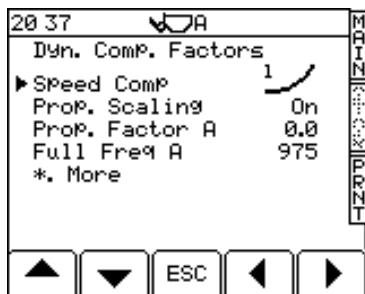 20 37 A
Dyn. Comp. Factors
Speed Comp 1
Prop. Scaling On
Prop. Factor A 0.0
Full Freq A 975
*. More
ESC
MAIN
PRNT